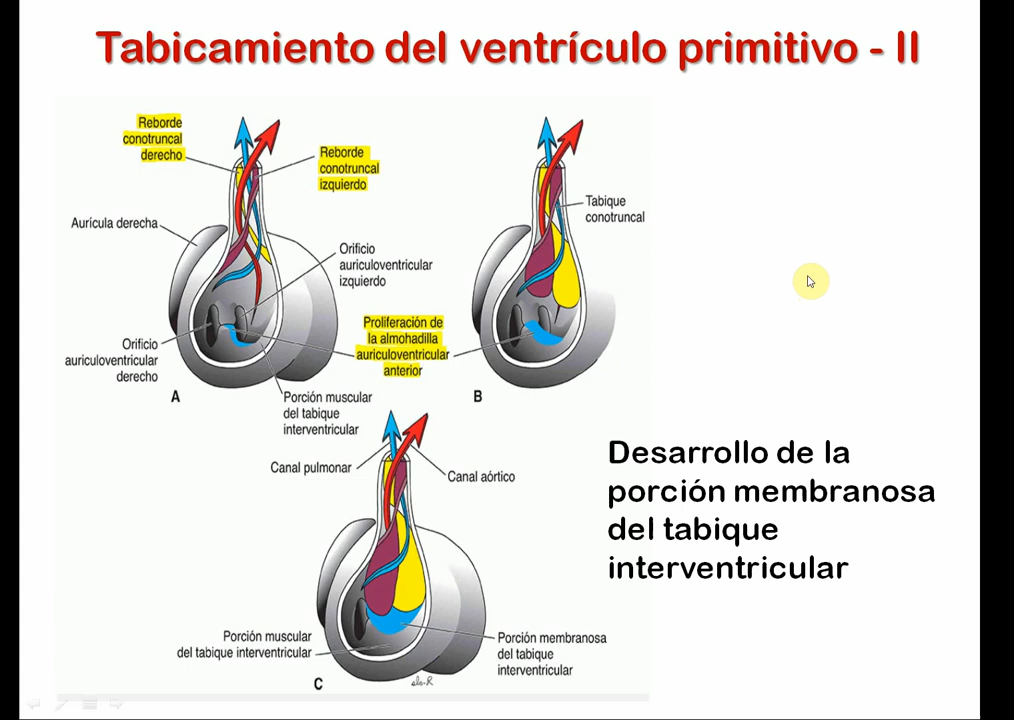 Tabicamiento del ventrículo primitivo - II
Reborde
conotruncal
derecho
Reborde
conotruncal
izquierdo
Aurícula derecha
Orificio
auriculoventricular
izquierdo
Proliferación de
la almohadilla
auriculoventricular
anterior
Orificio
auriculoventricular
derecho
Porción muscular
del tabique
interventricular
A
Tabique
conotruncal
B
Canal pulmonar
Canal aórtico
Porción muscular
del tabique interventricular
Porción membranosa
del tabique
interventricular
C
Desarrollo de la
porción membranosa
del tabique
interventricular